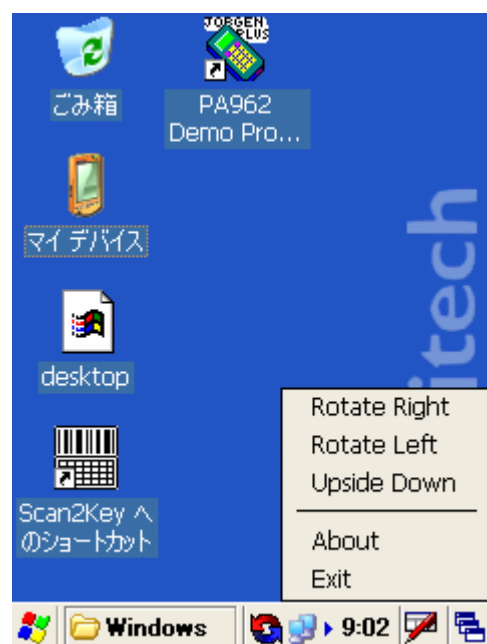 JORGEN
PLUS
ごみ箱
PA962
Demo Pro...
マイ デバイス
desktop
Scan2Key へ
のショートカット
itech
Rotate Right
Rotate Left
Upside Down
About
Exit
Windows
9:02